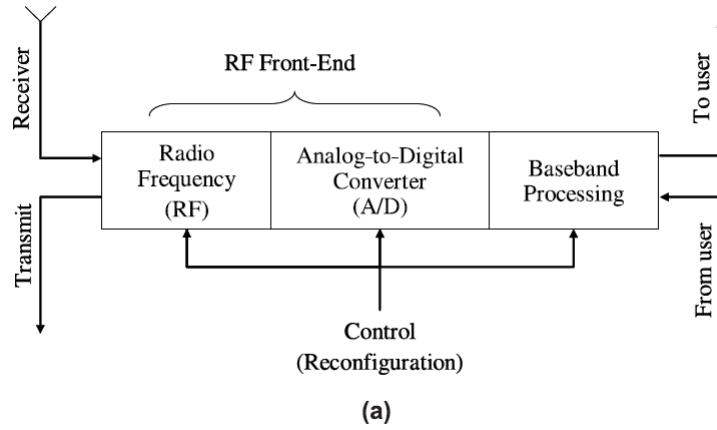 Receiver
RF Front-End
To user
Radio
Frequency
(RF)
Analog-to-Digital
Converter
(A/D)
Baseband
Processing
Transmit
From user
Control
(Reconfiguration)
(a)